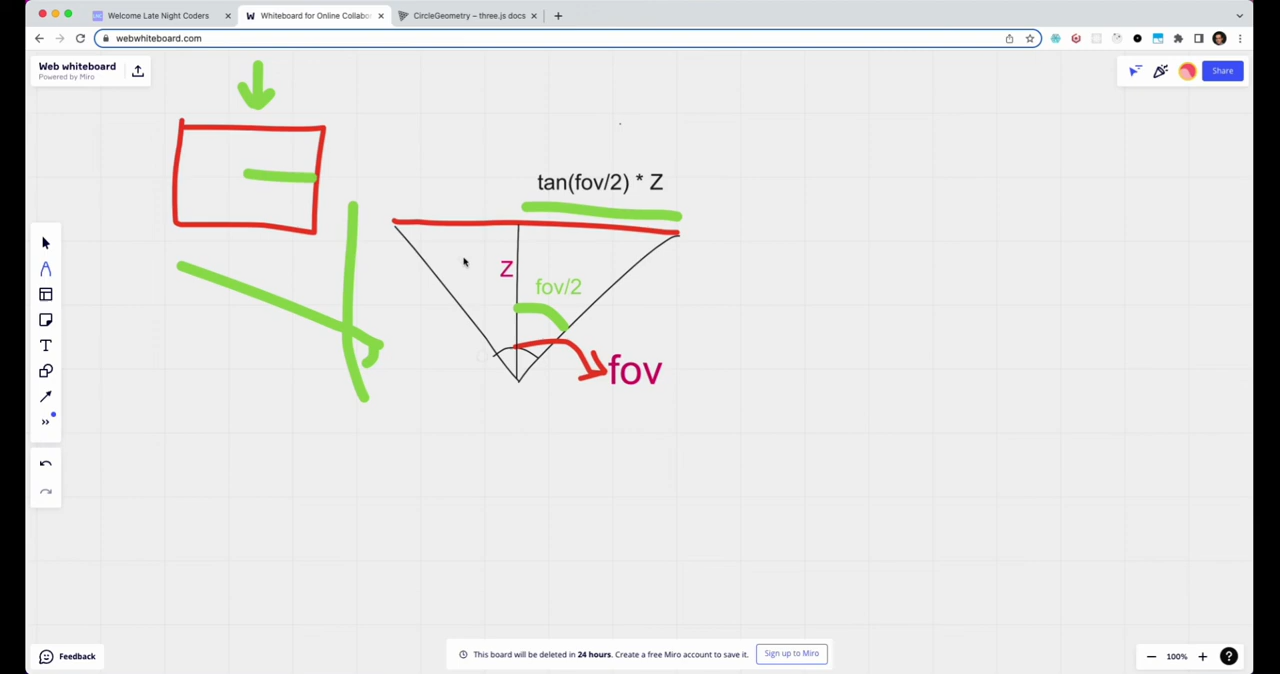 Welcome Late Night Coders
Whiteboard for Online Collabo
CircleGeometry – three.js docs
webwhiteboard.com
Web whiteboard
Powered by Miro
Share
tan(fov/2) * Z
Z
fov/2
fov
T
Feedback
This board will be deleted in 24 hours. Create a free Miro account to save it.
Sign up to Miro
100%